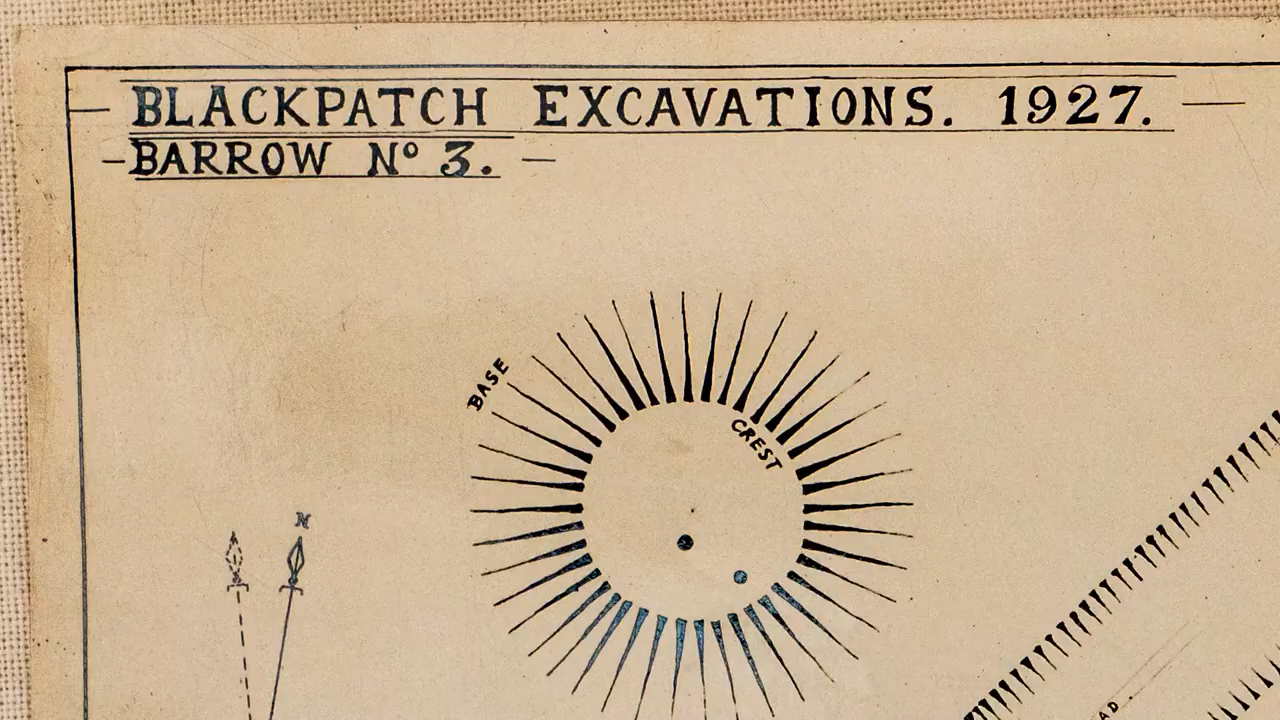 BLACKPATCH EXCAVATIONS. 1927.
BARROW Nº 3.
BASE
CREST
N